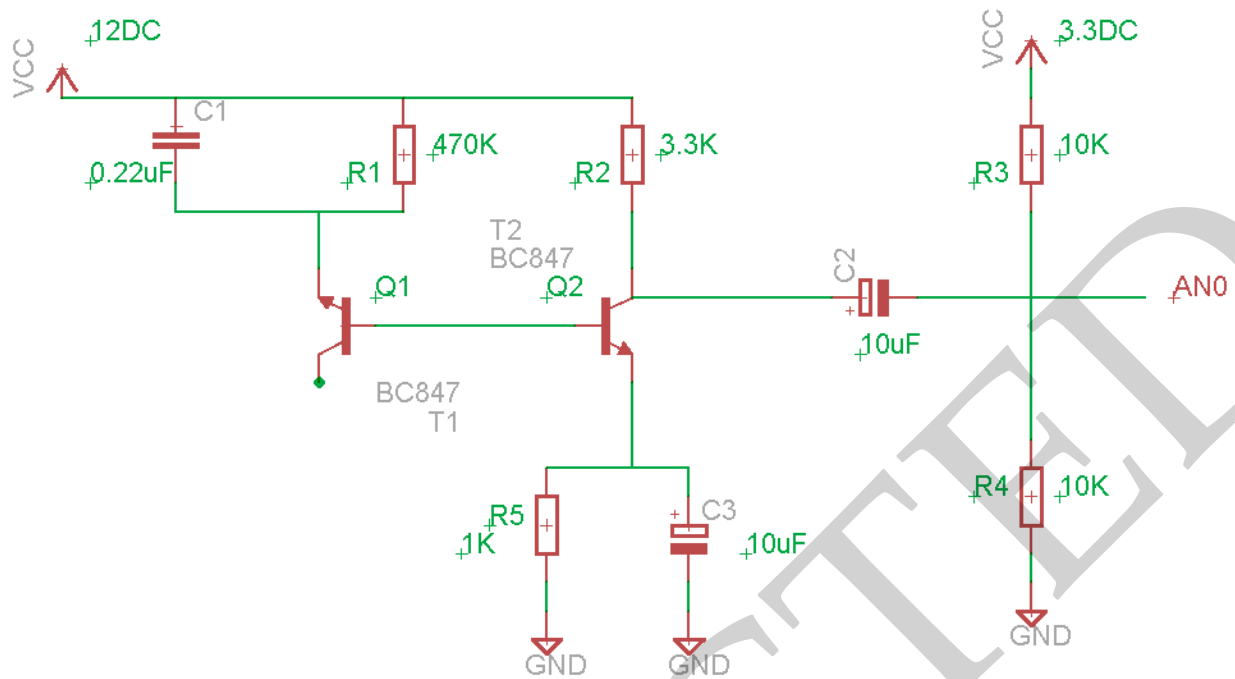 12DC
VCC
C1
0.22uF
R1
470K
R2
3.3K
T2
BC847
Q1
Q2
BC847
T1
R5
1K
C3
10uF
GND
GND
C2
10uF
VCC
3.3DC
R3
10K
AN0
R4
10K
GND